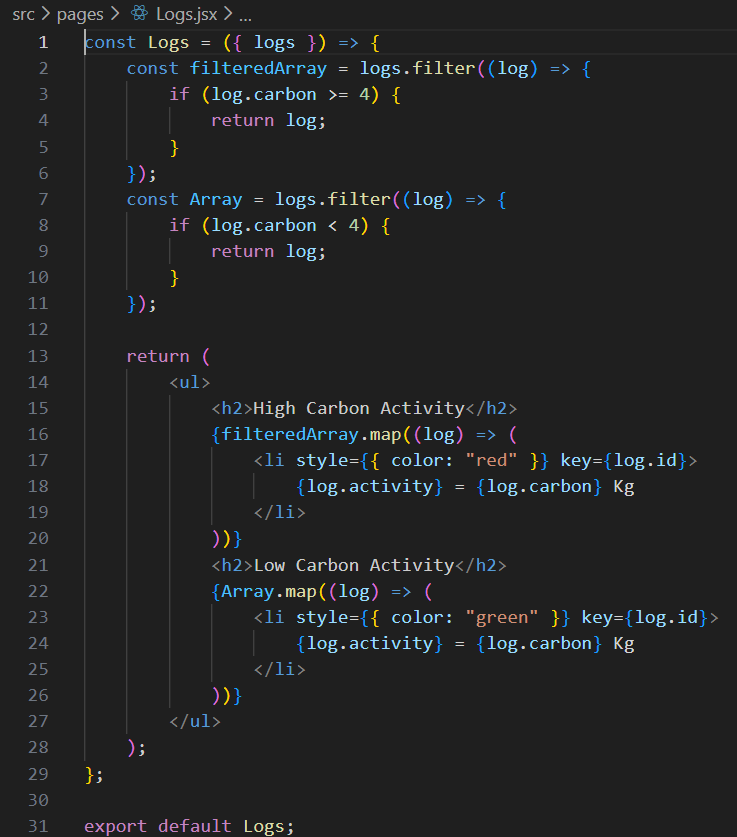 src > pages > Logs.jsx > ...
1 const Logs = ({ logs }) => {
2     const filteredArray = logs.filter((log) => {
3         if (log.carbon >= 4) {
4             return log;
5         }
6     });
7     const Array = logs.filter((log) => {
8         if (log.carbon < 4) {
9             return log;
10         }
11     });
12
13     return (
14         <ul>
15             <h2>High Carbon Activity</h2>
16             {filteredArray.map((log) => (
17                 <li style={{ color: "red" }} key={log.id}>
18                     {log.activity} = {log.carbon} Kg
19                 </li>
20             ))}
21             <h2>Low Carbon Activity</h2>
22             {Array.map((log) => (
23                 <li style={{ color: "green" }} key={log.id}>
24                     {log.activity} = {log.carbon} Kg
25                 </li>
26             ))}
27         </ul>
28     );
29 };
30
31 export default Logs;